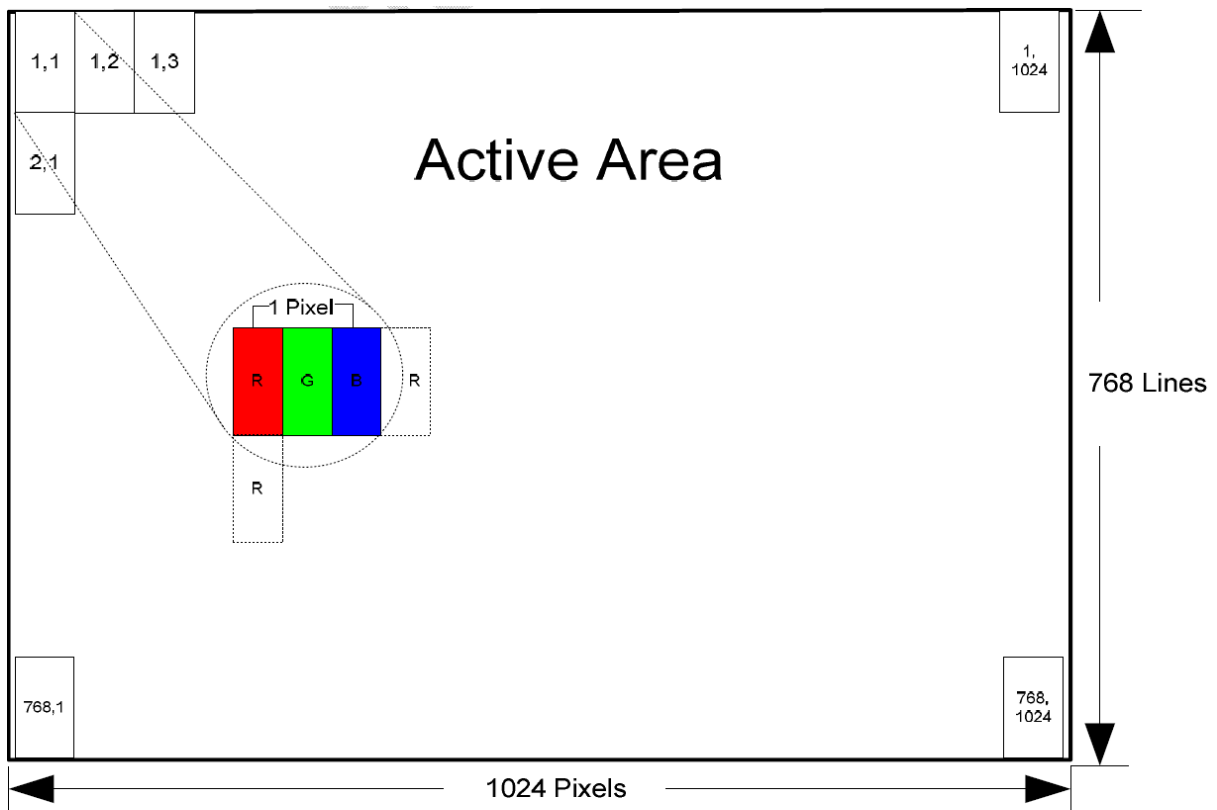 1,1 1,2 1,3
1,
1024
2,1
Active Area
1 Pixel
R G B R
768 Lines
R
768,1
768,
1024
1024 Pixels